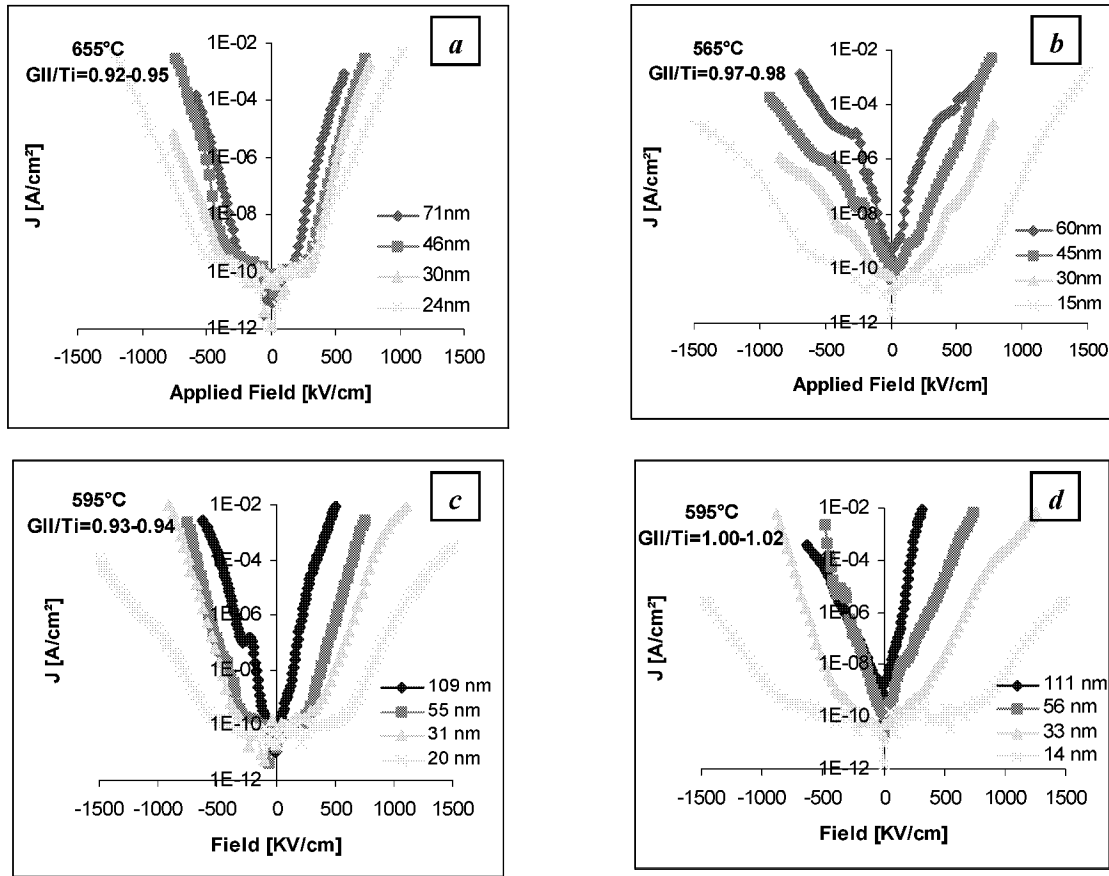 a
655°C
GII/Ti=0.92-0.95
1E-02
1E-04
1E-06
1E-08
1E-10
1E-12
J [A/cm²]
71nm
46nm
30nm
24nm
-1500 -1000 -500 0 500 1000 1500
Applied Field [kV/cm]
b
565°C
GII/Ti=0.97-0.98
1E-02
1E-04
1E-06
1E-08
1E-10
1E-12
J [A/cm²]
60nm
45nm
30nm
15nm
-1500 -1000 -500 0 500 1000 1500
Applied Field [kV/cm]
c
595°C
GII/Ti=0.93-0.94
1E-02
1E-04
1E-06
1E-08
1E-10
1E-12
J [A/cm²]
109 nm
55 nm
31 nm
20 nm
-1500 -1000 -500 0 500 1000 1500
Field [KV/cm]
d
595°C
GII/Ti=1.00-1.02
1E-02
1E-04
1E-06
1E-08
1E-10
1E-12
J [A/cm²]
111 nm
56 nm
33 nm
14 nm
-1500 -1000 -500 0 500 1000 1500
Field [KV/cm]